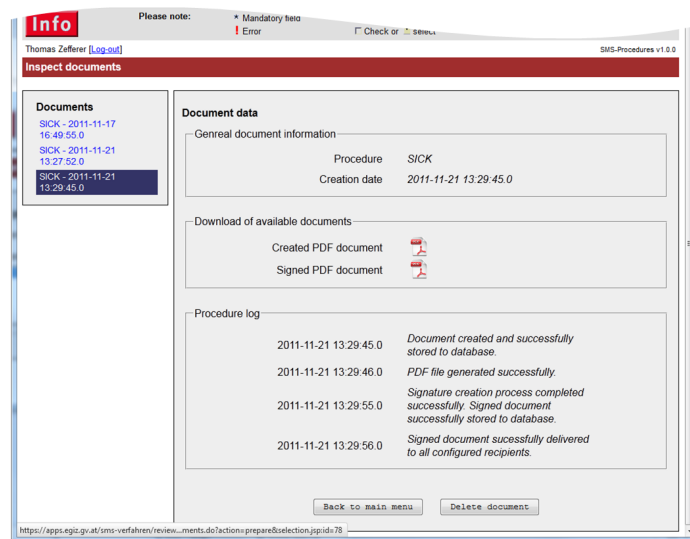 Info
Please note:
* Mandatory field
! Error
Check or
select
Thomas Zefferer [Log-out]
SMS-Procedures v1.0.0
Inspect documents
Documents
SICK - 2011-11-17
16:49:55.0
SICK - 2011-11-21
13:27:52.0
SICK - 2011-11-21
13:29:45.0
Document data
Genreal document information
Procedure SICK
Creation date 2011-11-21 13:29:45.0
Download of available documents
Created PDF document
Signed PDF document
Procedure log
2011-11-21 13:29:45.0 Document created and successfully
stored to database.
2011-11-21 13:29:46.0 PDF file generated successfully.
Signature creation process completed
2011-11-21 13:29:55.0 successfully. Signed document
successfully stored to database.
2011-11-21 13:29:56.0 Signed document sucessfully delivered
to all configured recipients.
Back to main menu Delete document
https://apps.egiz.gv.at/sms-verfahren/review...ments.do?action=prepare&selection.jsp:id=78